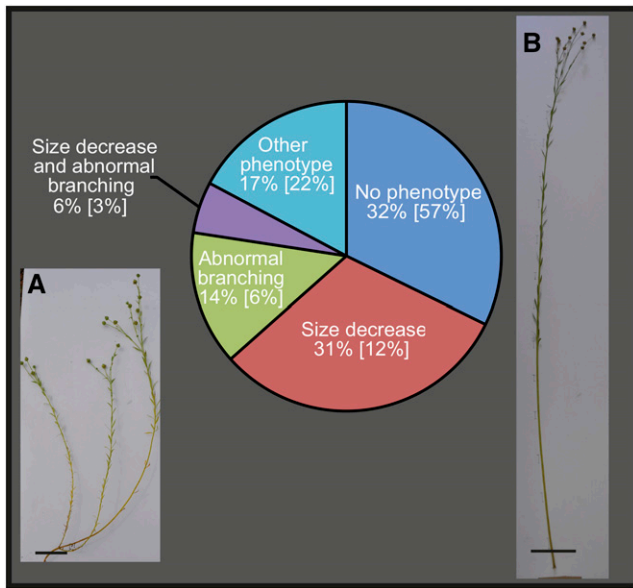 B
Other
phenotype
17% [22%]
Size decrease
and abnormal
branching
6% [3%]
No phenotype
32% [57%]
A
Abnormal
branching
14% [6%]
Size decrease
31% [12%]